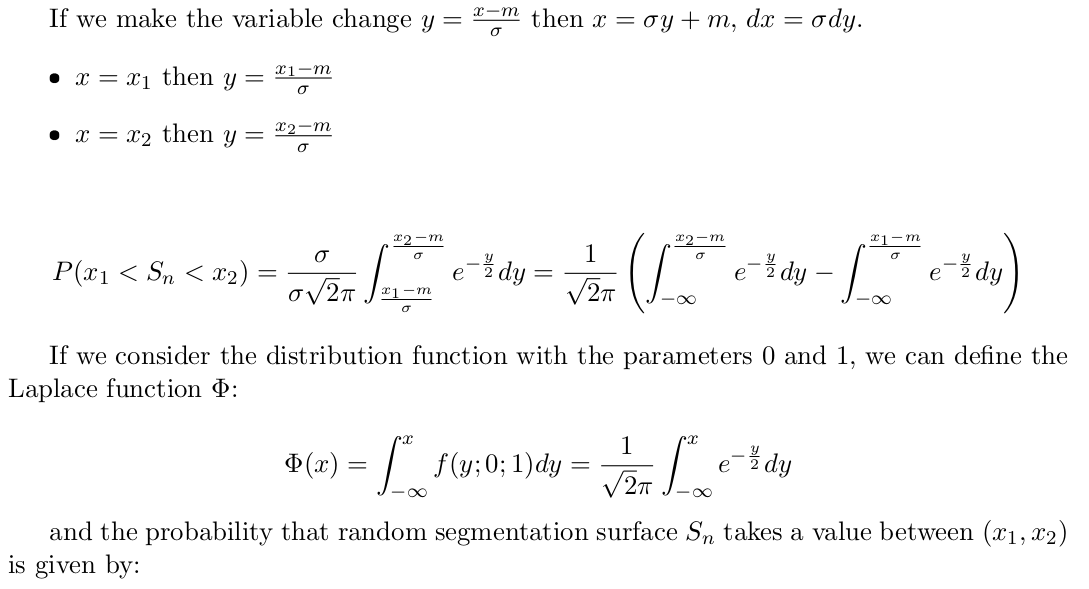 If we make the variable change $y = \frac{x-m}{\sigma}$ then $x = \sigma y + m$, $dx = \sigma dy$.
• $x = x_1$ then $y = \frac{x_1-m}{\sigma}$
• $x = x_2$ then $y = \frac{x_2-m}{\sigma}$
$P(x_1 < S_n < x_2) = \frac{\sigma}{\sigma\sqrt{2}\pi} \int_{\frac{x_1-m}{\sigma}}^{\frac{x_2-m}{\sigma}} e^{-\frac{y}{2}} dy = \frac{1}{\sqrt{2}\pi} \left( \int_{-\infty}^{\frac{x_2-m}{\sigma}} e^{-\frac{y}{2}} dy - \int_{-\infty}^{\frac{x_1-m}{\sigma}} e^{-\frac{y}{2}} dy \right)$
If we consider the distribution function with the parameters 0 and 1, we can define the
Laplace function $\Phi$:
$\Phi(x) = \int_{-\infty}^{x} f(y; 0; 1) dy = \frac{1}{\sqrt{2}\pi} \int_{-\infty}^{x} e^{-\frac{y}{2}} dy$
and the probability that random segmentation surface $S_n$ takes a value between $(x_1, x_2)$
is given by: